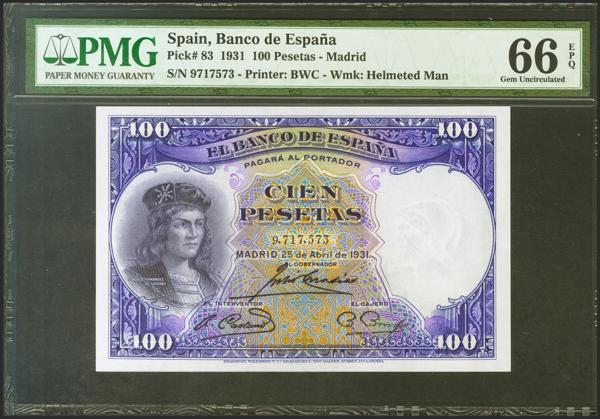 PMG
PAPER MONEY GUARANTY
Spain, Banco de España
Pick# 83 1931 100 Pesetas - Madrid
S/N 9717573 - Printer: BWC - Wmk: Helmeted Man
66
EPQ
Gem Uncirculated
100
100
EL BANCO DE ESPAÑA
PAGARÁ AL PORTADOR
CIEN
PESETAS
9,717,573
MADRID, 25 de Abril de 1931.
EL GOBERNADOR
EL INTERVENTOR
EL CAJERO
100
100